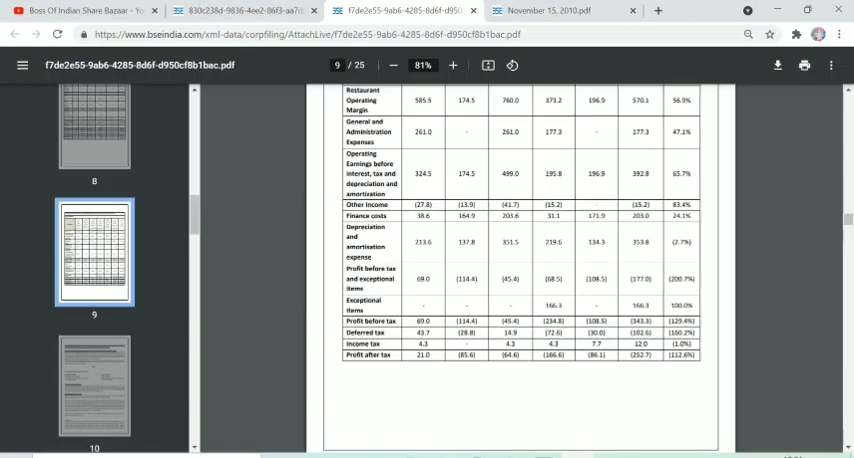 Boss Of Indian Share Bazaar - Yo
830c238d-9836-4ee2-86f3-aa7d
f7de2e55-9ab6-4285-8d6f-d950
November 15, 2010.pdf
https://www.bseindia.com/xml-data/corpfiling/AttachLive/f7de2e55-9ab6-4285-8d6f-d950cf8b1bac.pdf
f7de2e55-9ab6-4285-8d6f-d950cf8b1bac.pdf
9 / 25
81%
8
9
10
Restaurant Operating Margin 585.5 174.5 760.0 373.2 196.9 570.1 56.9%
General and Administration Expenses 261.0 - 261.0 177.3 - 177.3 47.1%
Operating Earnings before interest, tax and depreciation and amortization 324.5 174.5 499.0 195.8 196.9 392.8 65.7%
Other Income (27.8) (13.9) (41.7) (15.2) - (15.2) 83.4%
Finance costs 38.6 164.9 203.6 31.1 171.9 203.0 24.1%
Depreciation and amortisation expense 213.6 137.8 351.5 219.6 134.3 353.8 (2.7%)
Profit before tax and exceptional items 69.0 (114.4) (45.4) (68.5) (108.5) (177.0) (200.7%)
Exceptional items - - - 166.3 - 166.3 100.0%
Profit before tax 69.0 (114.4) (45.4) (234.8) (108.5) (343.3) (129.4%)
Deferred tax 43.7 (28.8) 14.9 (72.6) (30.0) (102.6) (160.2%)
Income tax 4.3 - 4.3 4.3 7.7 12.0 (1.0%)
Profit after tax 21.0 (85.6) (64.6) (166.6) (86.1) (252.7) (112.6%)